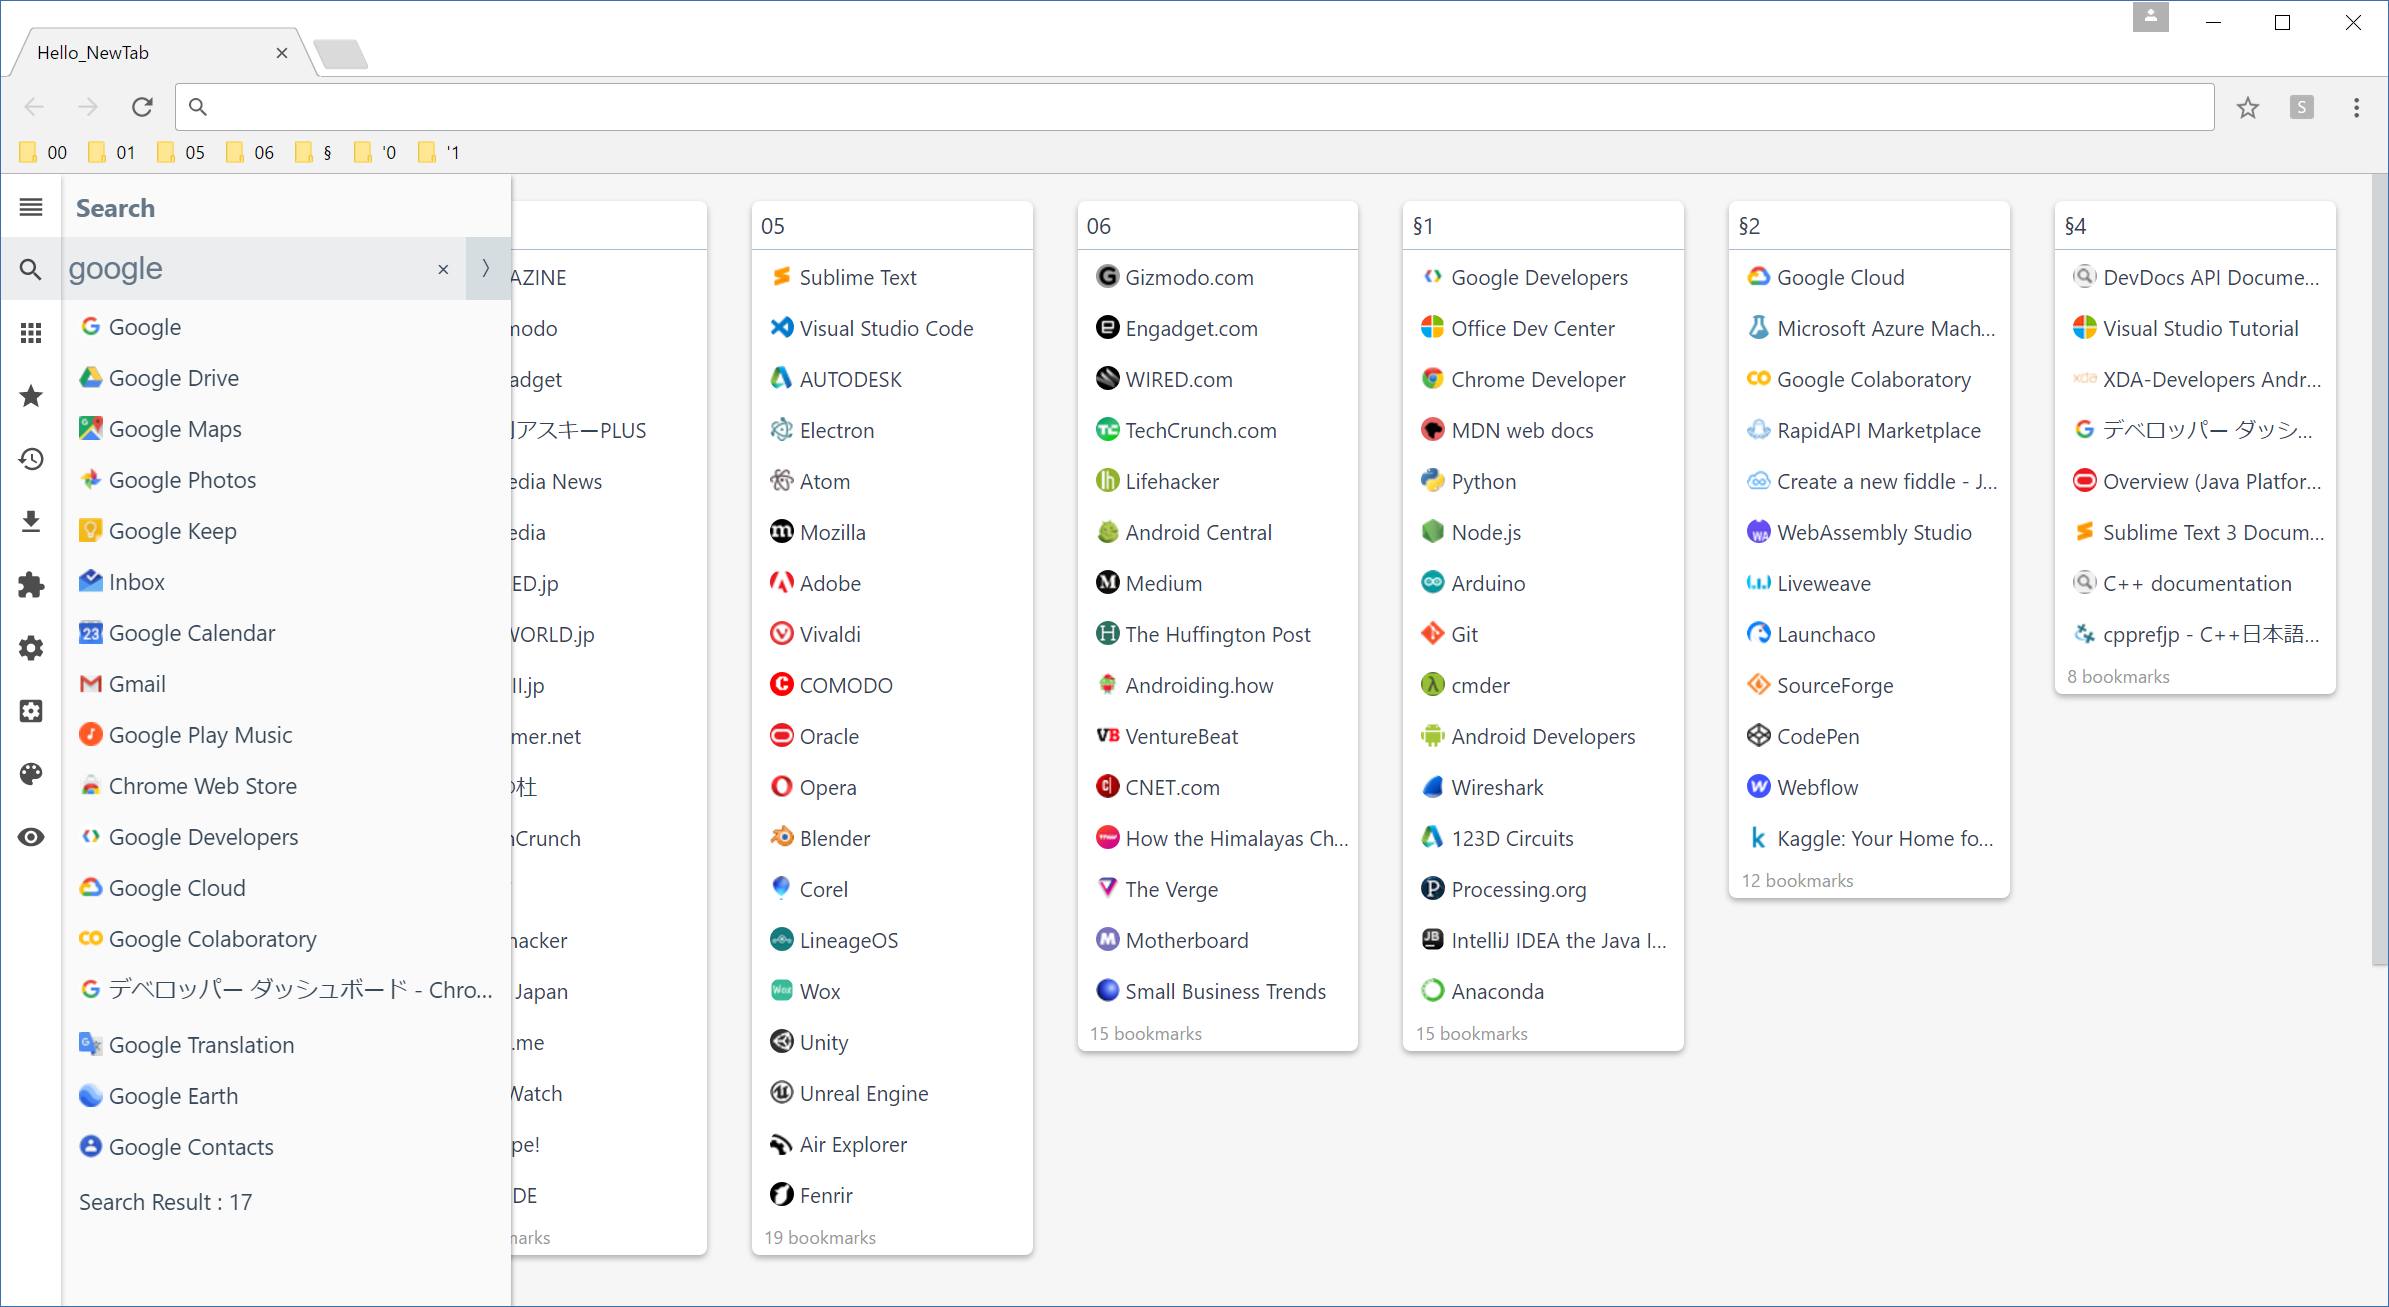 Hello_NewTab
00 01 05 06 § '0 '1
Search
google
Google
Google Drive
Google Maps
Google Photos
Google Keep
Inbox
Google Calendar
Gmail
Google Play Music
Chrome Web Store
Google Developers
Google Cloud
Google Colaboratory
デベロッパー ダッシュボード - Chro...
Google Translation
Google Earth
Google Contacts
Search Result : 17
AZINE
nodo
adget
アスキーPLUS
edia News
edia
ED.jp
WORLD.jp
ll.jp
mer.net
の杜
nCrunch
hacker
Japan
.me
Watch
pe!
DE
narks
05
Sublime Text
Visual Studio Code
AUTODESK
Electron
Atom
Mozilla
Adobe
Vivaldi
COMODO
Oracle
Opera
Blender
Corel
LineageOS
Wox
Unity
Unreal Engine
Air Explorer
Fenrir
19 bookmarks
06
Gizmodo.com
Engadget.com
WIRED.com
TechCrunch.com
Lifehacker
Android Central
Medium
The Huffington Post
Androiding.how
VentureBeat
CNET.com
How the Himalayas Ch...
The Verge
Motherboard
Small Business Trends
15 bookmarks
§1
Google Developers
Office Dev Center
Chrome Developer
MDN web docs
Python
Node.js
Arduino
Git
cmder
Android Developers
Wireshark
123D Circuits
Processing.org
IntelliJ IDEA the Java I...
Anaconda
15 bookmarks
§2
Google Cloud
Microsoft Azure Mach...
Google Colaboratory
RapidAPI Marketplace
Create a new fiddle - J...
WebAssembly Studio
Liveweave
Launchaco
SourceForge
CodePen
Webflow
Kaggle: Your Home fo...
12 bookmarks
§4
DevDocs API Docume...
Visual Studio Tutorial
XDA-Developers Andr...
デベロッパー ダッシ...
Overview (Java Platfor...
Sublime Text 3 Docum...
C++ documentation
cpprefjp - C++日本語...
8 bookmarks